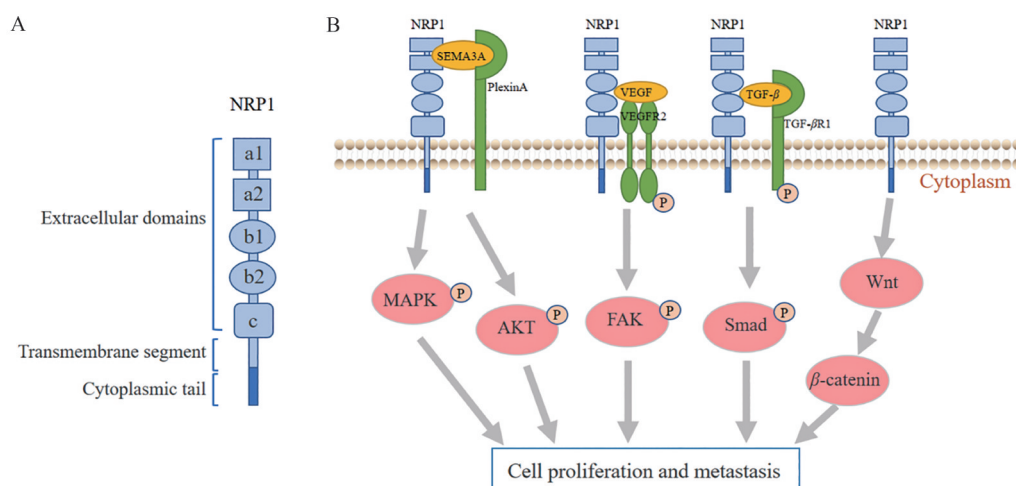 A
NRP1
a1
a2
b1
b2
c
Extracellular domains
Transmembrane segment
Cytoplasmic tail
B
NRP1
NRP1
NRP1
NRP1
SEMA3A
PlexinA
VEGF
VEGFR2
TGF-β
TGF-βR1
Cytoplasm
P
P
MAPK
P
AKT
P
FAK
P
Smad
P
Wnt
β-catenin
Cell proliferation and metastasis